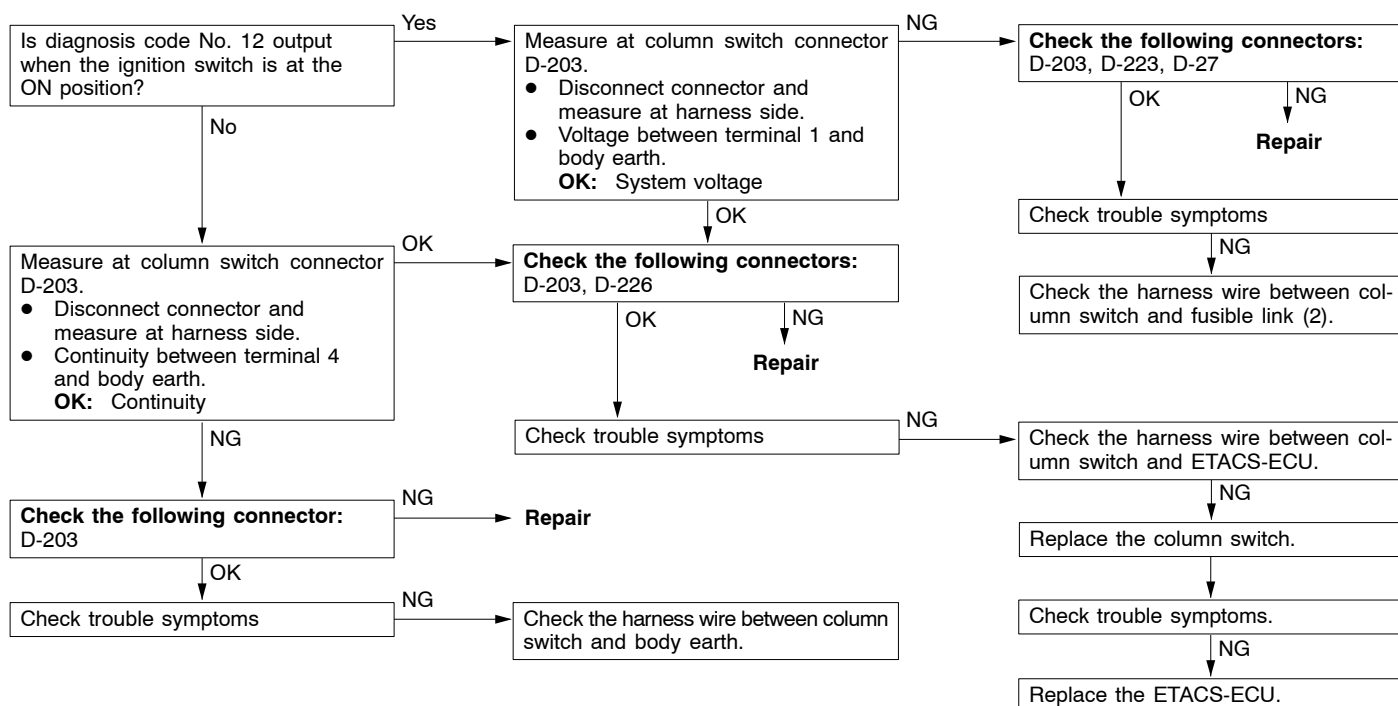 Is diagnosis code No. 12 output
when the ignition switch is at the
ON position?
Yes
No
Measure at column switch connector
D-203.
● Disconnect connector and
measure at harness side.
● Voltage between terminal 1 and
body earth.
OK: System voltage
NG
OK
Check the following connectors:
D-203, D-223, D-27
OK
NG
Repair
Check trouble symptoms
NG
Check the harness wire between col-
umn switch and fusible link (2).
Measure at column switch connector
D-203.
● Disconnect connector and
measure at harness side.
● Continuity between terminal 4
and body earth.
OK: Continuity
OK
NG
Check the following connectors:
D-203, D-226
OK
NG
Repair
Check trouble symptoms
NG
Check the harness wire between col-
umn switch and ETACS-ECU.
NG
Replace the column switch.
Check trouble symptoms.
NG
Replace the ETACS-ECU.
Check the following connector:
D-203
NG
Repair
OK
Check trouble symptoms
NG
Check the harness wire between column
switch and body earth.